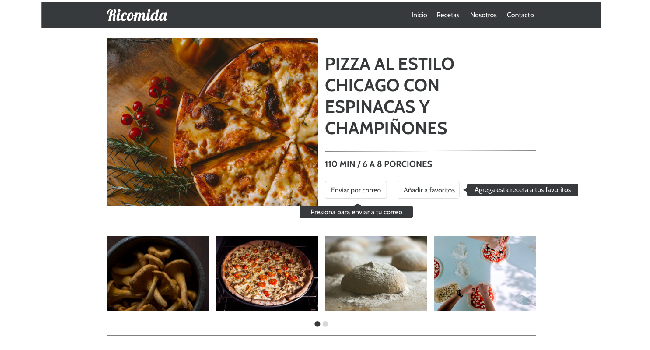 Ricomida
Inicio Recetas Nosotros Contacto
PIZZA AL ESTILO
CHICAGO CON
ESPINACAS Y
CHAMPIÑONES
110 MIN / 6 A 8 PORCIONES
Enviar por correo Añadir a favoritos Agrega esta receta a tus favoritos
Presiona para enviar a tu correo